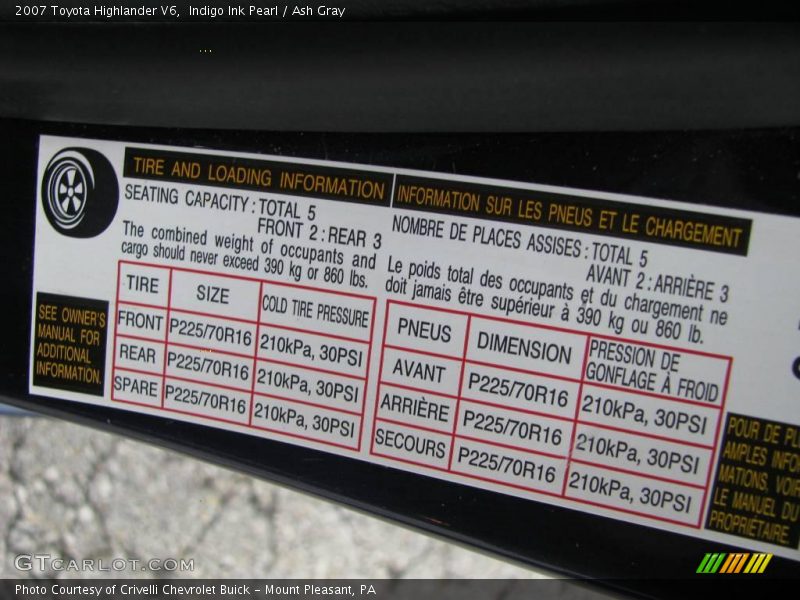 2007 Toyota Highlander V6, Indigo Ink Pearl / Ash Gray
TIRE AND LOADING INFORMATION
SEATING CAPACITY : TOTAL 5
FRONT 2 : REAR 3
The combined weight of occupants and
cargo should never exceed 390 kg or 860 lbs.
TIRE SIZE COLD TIRE PRESSURE
FRONT P225/70R16 210kPa, 30PSI
REAR P225/70R16 210kPa, 30PSI
SPARE P225/70R16 210kPa, 30PSI
SEE OWNER'S
MANUAL FOR
ADDITIONAL
INFORMATION.
INFORMATION SUR LES PNEUS ET LE CHARGEMENT
NOMBRE DE PLACES ASSISES : TOTAL 5
AVANT 2 : ARRIÈRE 3
Le poids total des occupants et du chargement ne
doit jamais être supérieur à 390 kg ou 860 lb.
PNEUS DIMENSION PRESSION DE
GONFLAGE À FROID
AVANT P225/70R16 210kPa, 30PSI
ARRIÈRE P225/70R16 210kPa, 30PSI
SECOURS P225/70R16 210kPa, 30PSI
POUR DE PL
AMPLES INFO
MATIONS, VOIR
LE MANUEL DU
PROPRIÉTAIRE.
GTCARLOT.COM
Photo Courtesy of Crivelli Chevrolet Buick - Mount Pleasant, PA